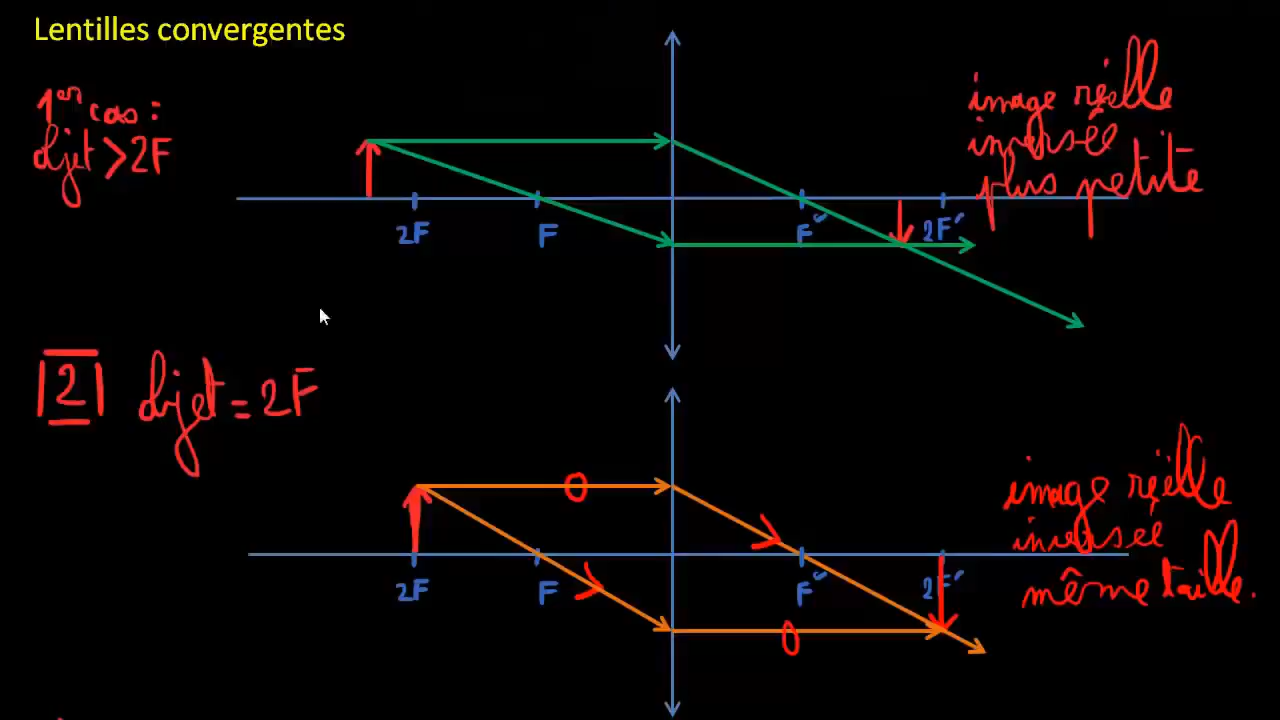 Lentilles convergentes
1er cas :
objet > 2F
image réelle
inversée
plus petite
2F F F' 2F'
2 objet = 2F
image réelle
inversée
même taille.
2F F F' 2F'